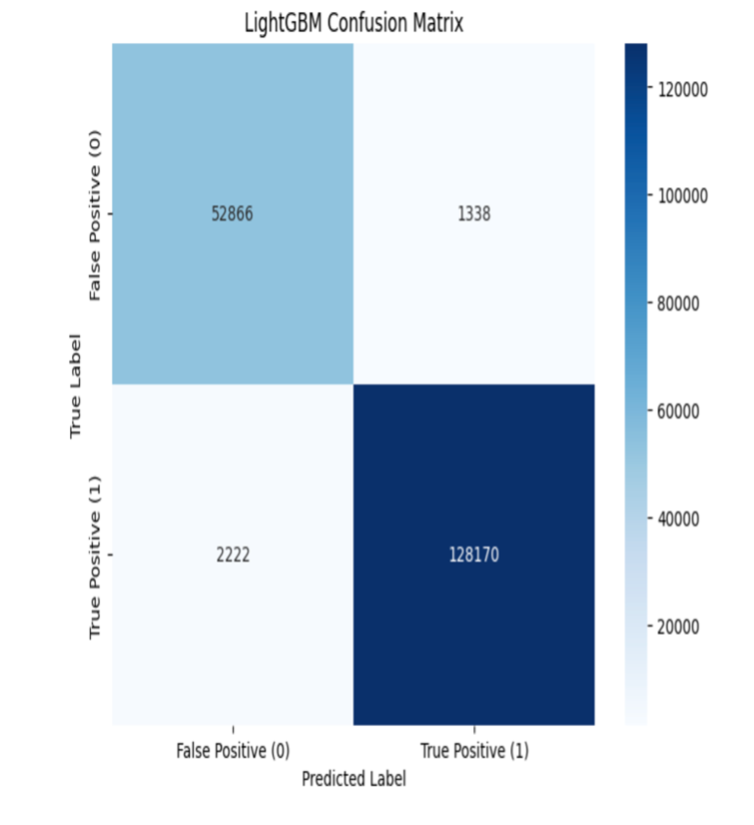 LightGBM Confusion Matrix
True Label
False Positive (0)
True Positive (1)
52866
1338
2222
128170
False Positive (0)
True Positive (1)
Predicted Label
120000
100000
80000
60000
40000
20000